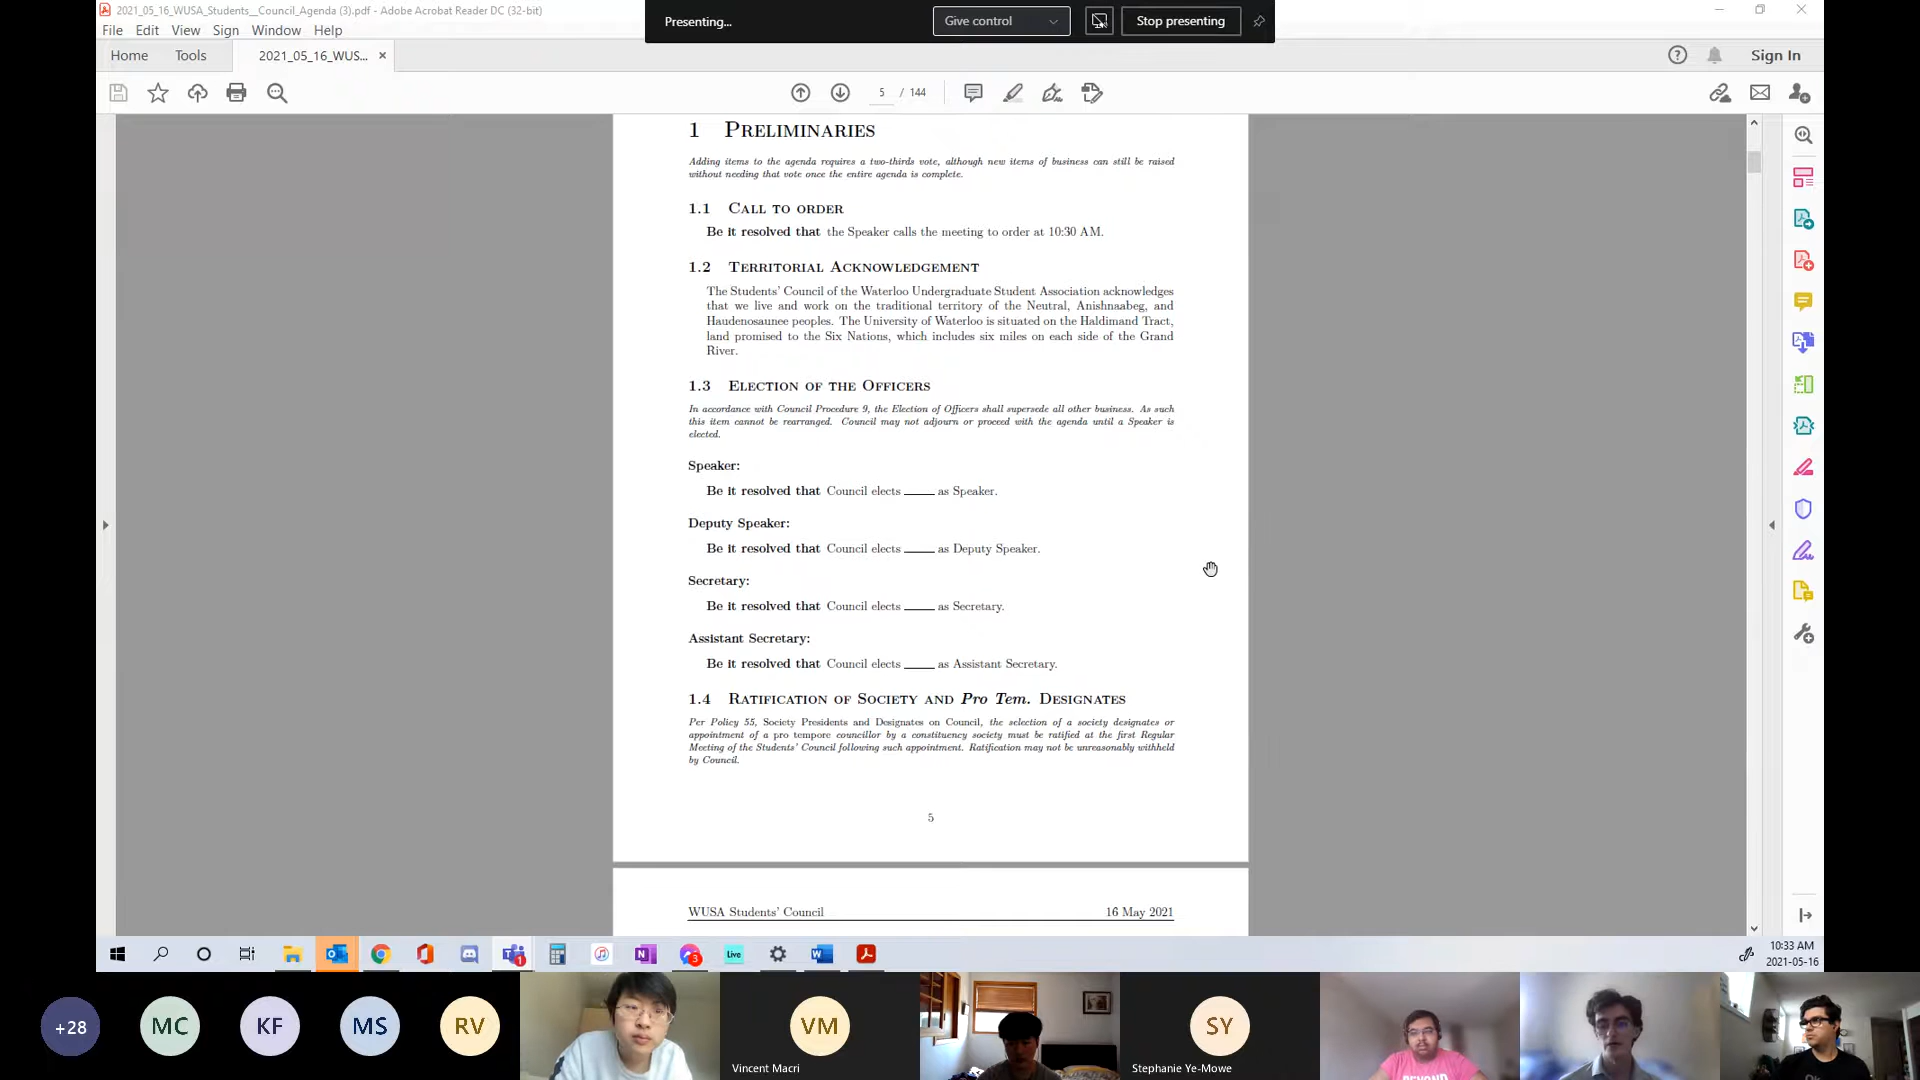 2021_05_16_WUSA_Students__Council_Agenda (3).pdf - Adobe Acrobat Reader DC (32-bit)
Presenting...
Give control
Stop presenting
File Edit View Sign Window Help
Home Tools 2021_05_16_WUS... × Sign In
5 / 144
1 PRELIMINARIES
Adding items to the agenda requires a two-thirds vote, although new items of business can still be raised
without needing that vote once the entire agenda is complete.
1.1 CALL TO ORDER
Be it resolved that the Speaker calls the meeting to order at 10:30 AM.
1.2 TERRITORIAL ACKNOWLEDGEMENT
The Students' Council of the Waterloo Undergraduate Student Association acknowledges
that we live and work on the traditional territory of the Neutral, Anishnaabeg, and
Haudenosaunee peoples. The University of Waterloo is situated on the Haldimand Tract,
land promised to the Six Nations, which includes six miles on each side of the Grand
River.
1.3 ELECTION OF THE OFFICERS
In accordance with Council Procedure 9, the Election of Officers shall supersede all other business. As such
this item cannot be rearranged. Council may not adjourn or proceed with the agenda until a Speaker is
elected.
Speaker:
Be it resolved that Council elects ____ as Speaker.
Deputy Speaker:
Be it resolved that Council elects ____ as Deputy Speaker.
Secretary:
Be it resolved that Council elects ____ as Secretary.
Assistant Secretary:
Be it resolved that Council elects ____ as Assistant Secretary.
1.4 RATIFICATION OF SOCIETY AND Pro Tem. DESIGNATES
Per Policy 55, Society Presidents and Designates on Council, the selection of a society designates or
appointment of a pro tempore councillor by a constituency society must be ratified at the first Regular
Meeting of the Students' Council following such appointment. Ratification may not be unreasonably withheld
by Council.
5
WUSA Students' Council 16 May 2021
Live
10:33 AM
2021-05-16
+28 MC KF MS RV VM SY
Vincent Macri
Stephanie Ye-Mowe
BEYOND